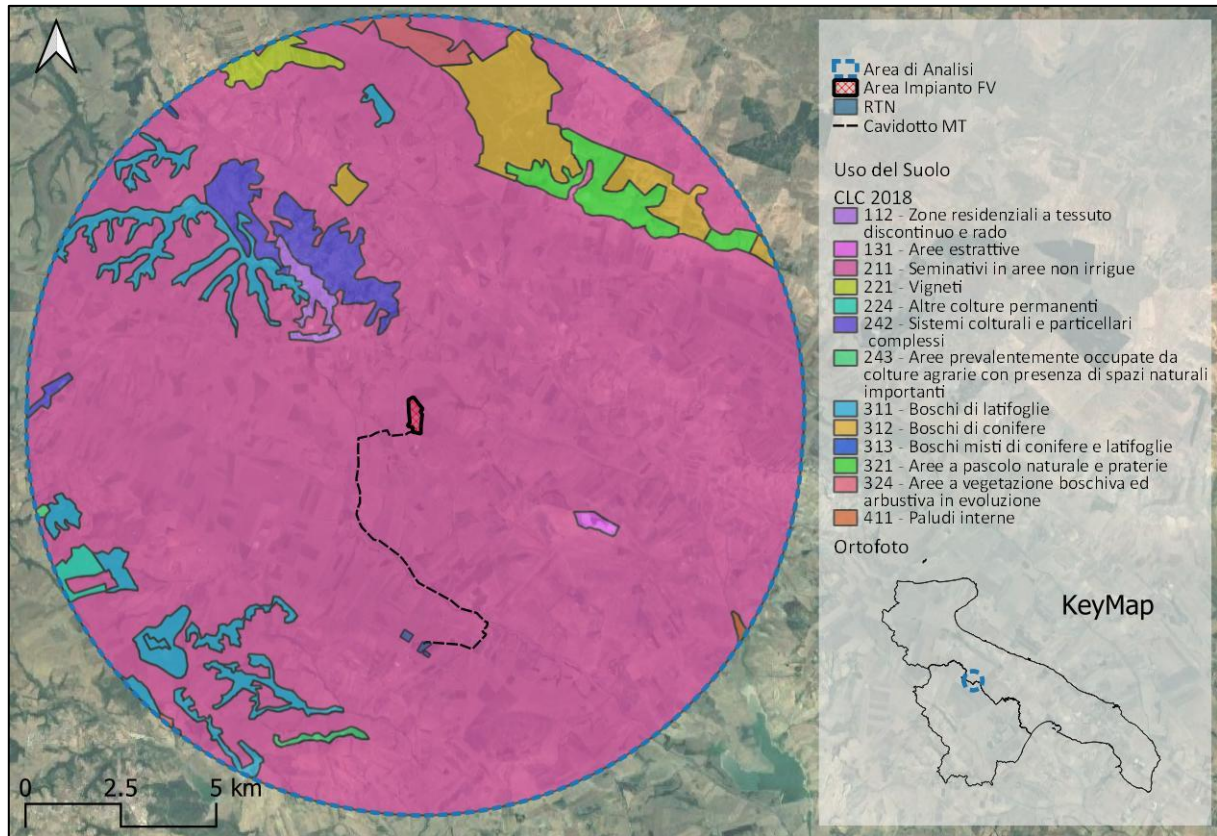 Area di Analisi
Area Impianto FV
RTN
Cavidotto MT
Uso del Suolo
CLC 2018
112 - Zone residenziali a tessuto
discontinuo e rado
131 - Aree estrattive
211 - Seminativi in aree non irrigue
221 - Vigneti
224 - Altre colture permanenti
242 - Sistemi colturali e particellari
complessi
243 - Aree prevalentemente occupate da
colture agrarie con presenza di spazi naturali
importanti
311 - Boschi di latifoglie
312 - Boschi di conifere
313 - Boschi misti di conifere e latifoglie
321 - Aree a pascolo naturale e praterie
324 - Aree a vegetazione boschiva ed
arbustiva in evoluzione
411 - Paludi interne
Ortofoto
KeyMap
0 2.5 5 km